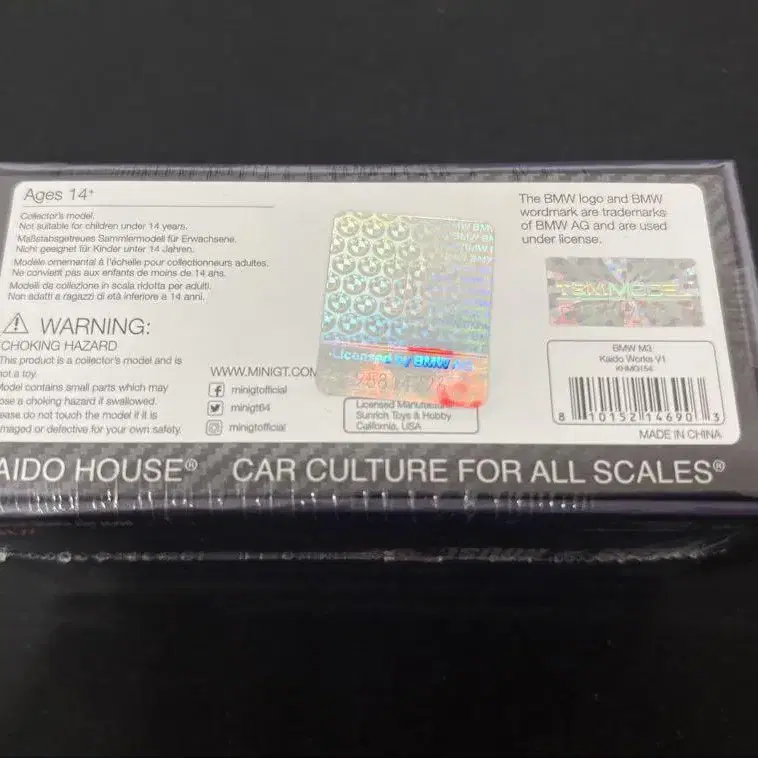 Ages 14+
Collector's model.
Not suitable for children under 14 years.
Maßstabsgetreues Sammlermodell für Erwachsene.
Nicht geeignet für Kinder unter 14 Jahren.
Modèle ornemental à l'échelle pour collectionneurs adultes.
Ne convient pas aux enfants de moins de 14 ans.
Modelli da collezione in scala ridotta per adulti.
Non adatti a ragazzi di età inferiore a 14 anni.
WARNING:
CHOKING HAZARD
This product is a collector's model and is
not a toy.
Model contains small parts which may
ose a choking hazard if swallowed.
ease do not touch the model if it is
maged or defective for your own safety.
WWW.MINIGT.COM
minigtofficial
minigt64
minigtofficial
Licensed by BMW
Licensed Manufacturer
Sunrich Toys & Hobby
California, USA
The BMW logo and BMW
wordmark are trademarks
of BMW AG and are used
under license.
TSM MODEL
BMW M3
Kaido Works V1
KHMG154
8 10152 14690 3
MADE IN CHINA
AIDO HOUSE® CAR CULTURE FOR ALL SCALES®